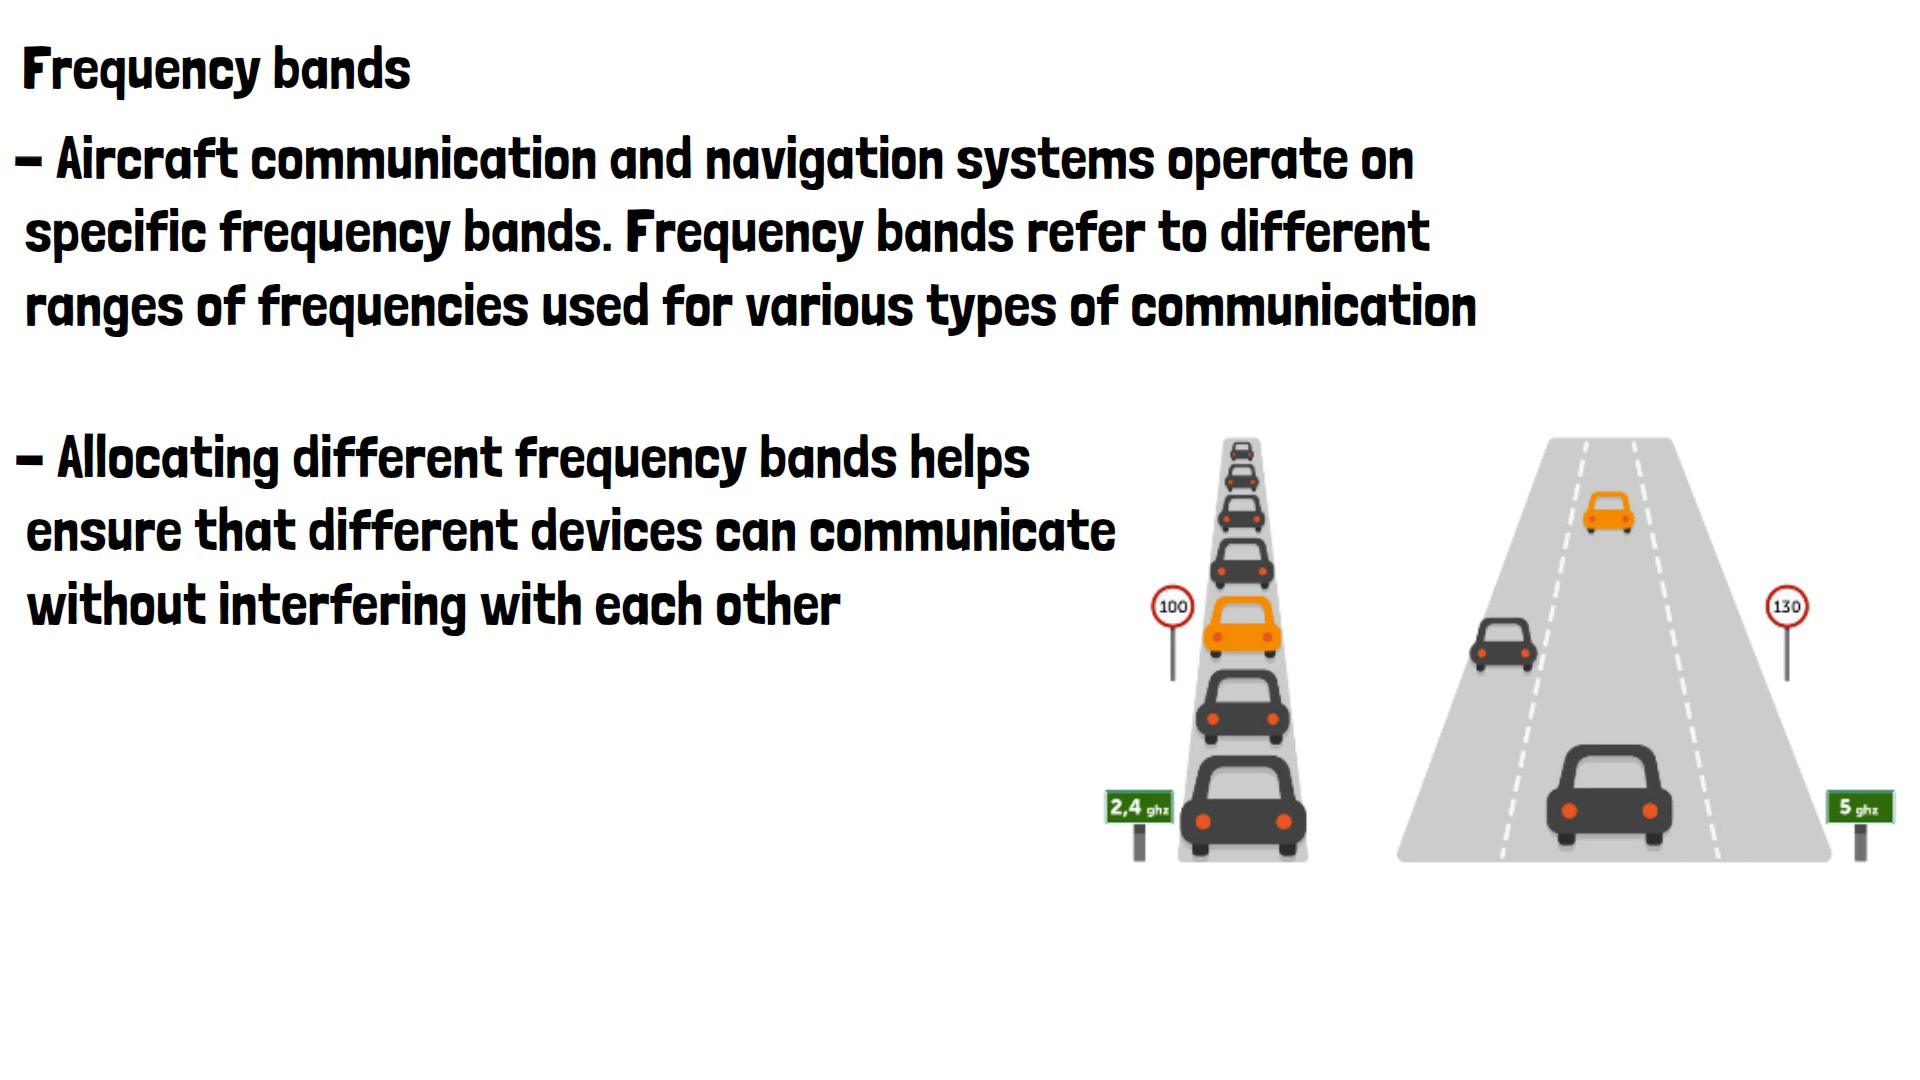 Frequency bands
– Aircraft communication and navigation systems operate on
specific frequency bands. Frequency bands refer to different
ranges of frequencies used for various types of communication
– Allocating different frequency bands helps
ensure that different devices can communicate
without interfering with each other
100
130
2,4 ghz
5 ghz